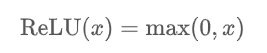 ReLU(x) = max(0, x)